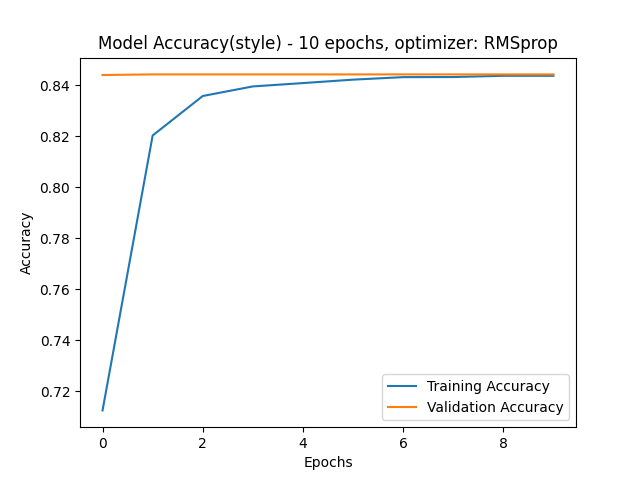 Model Accuracy(style) - 10 epochs, optimizer: RMSprop
0.84
0.82
0.80
0.78
0.76
0.74
0.72
Accuracy
Training Accuracy
Validation Accuracy
0 2 4 6 8
Epochs